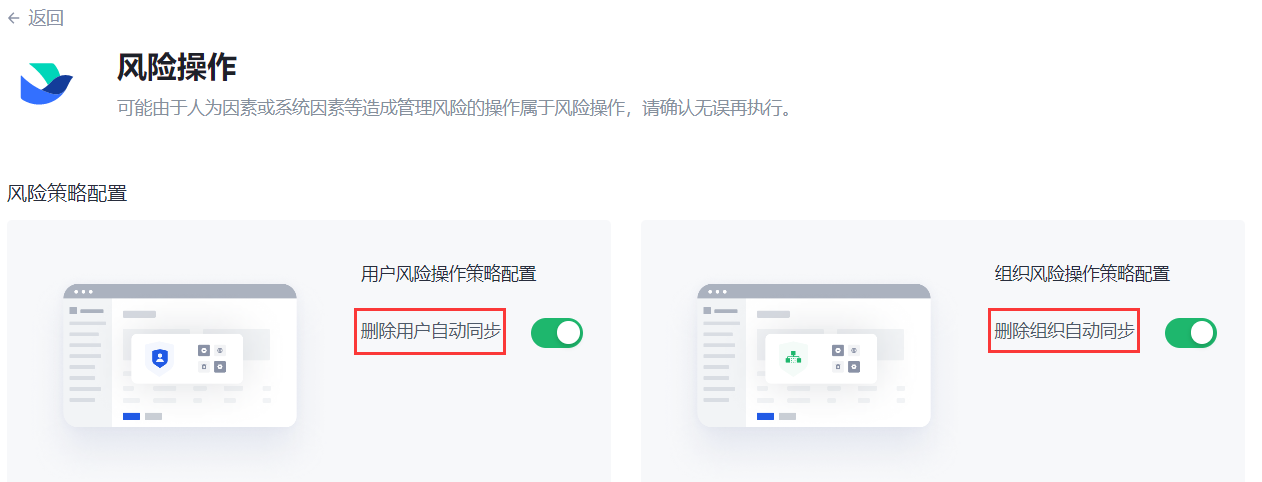 返回
风险操作
可能由于人为因素或系统因素等造成管理风险的操作属于风险操作，请确认无误再执行。
风险策略配置
用户风险操作策略配置
删除用户自动同步
组织风险操作策略配置
删除组织自动同步